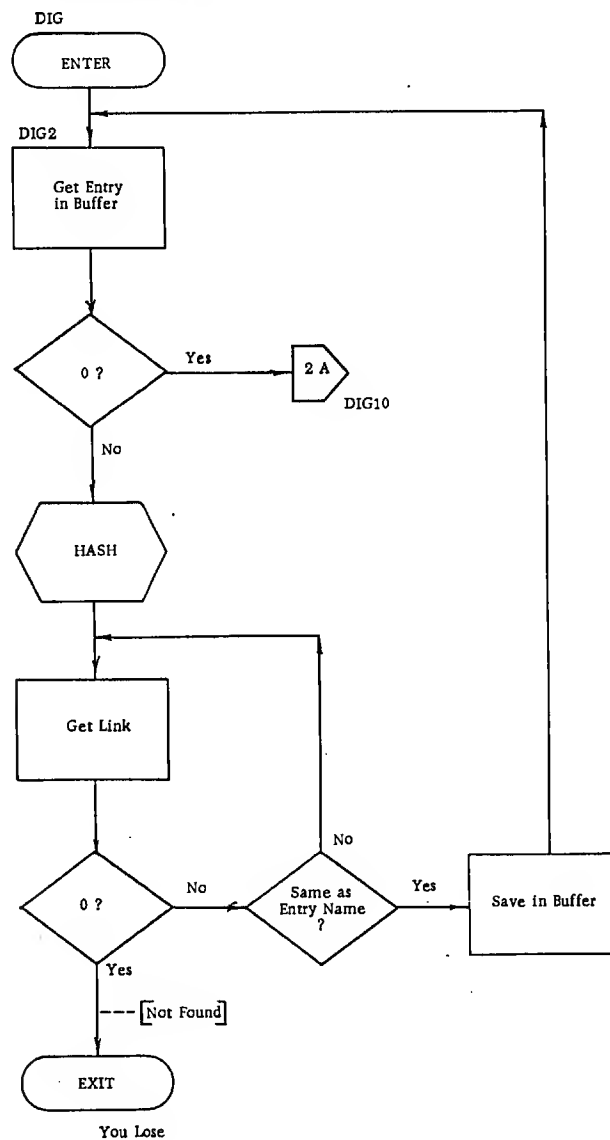 DIG
ENTER
DIG2
Get Entry
in Buffer
0 ?
Yes
2 A
DIG10
No
HASH
Get Link
0 ?
No
Same as
Entry Name
?
No
Yes
Save in Buffer
Yes
[Not Found]
EXIT
You Lose